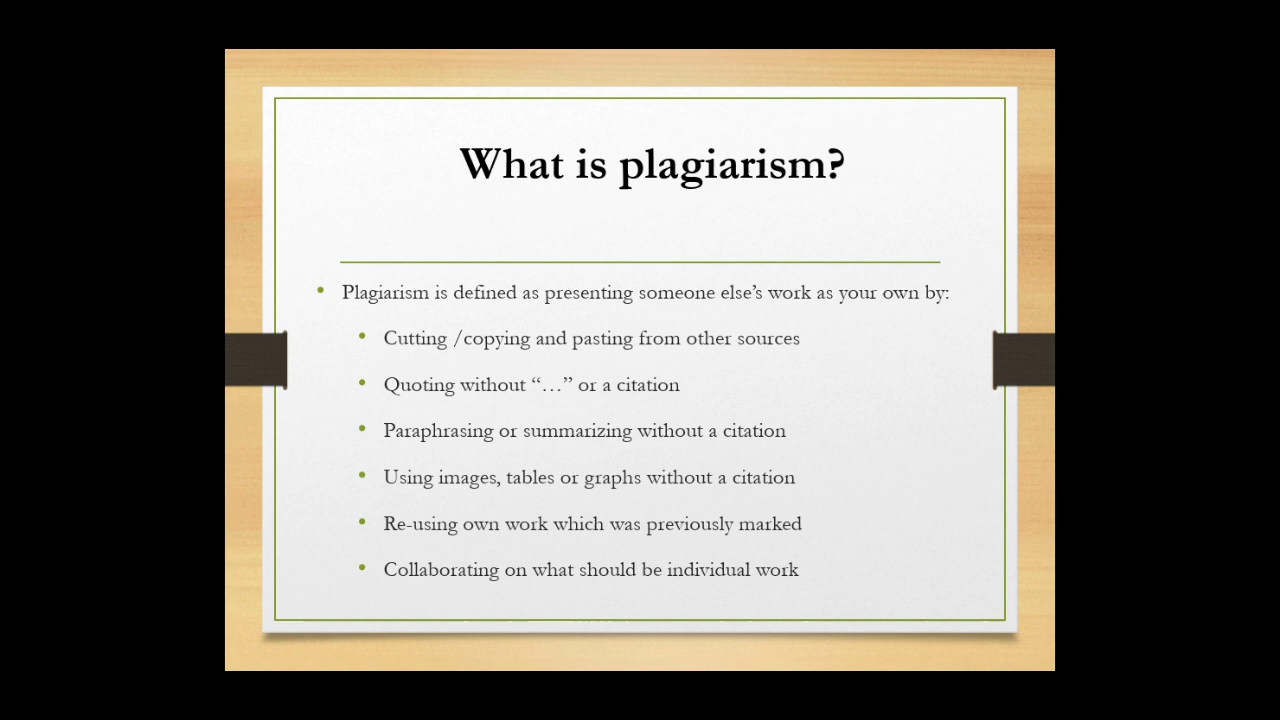 What is plagiarism?
• Plagiarism is defined as presenting someone else’s work as your own by:
• Cutting /copying and pasting from other sources
• Quoting without “…” or a citation
• Paraphrasing or summarizing without a citation
• Using images, tables or graphs without a citation
• Re-using own work which was previously marked
• Collaborating on what should be individual work